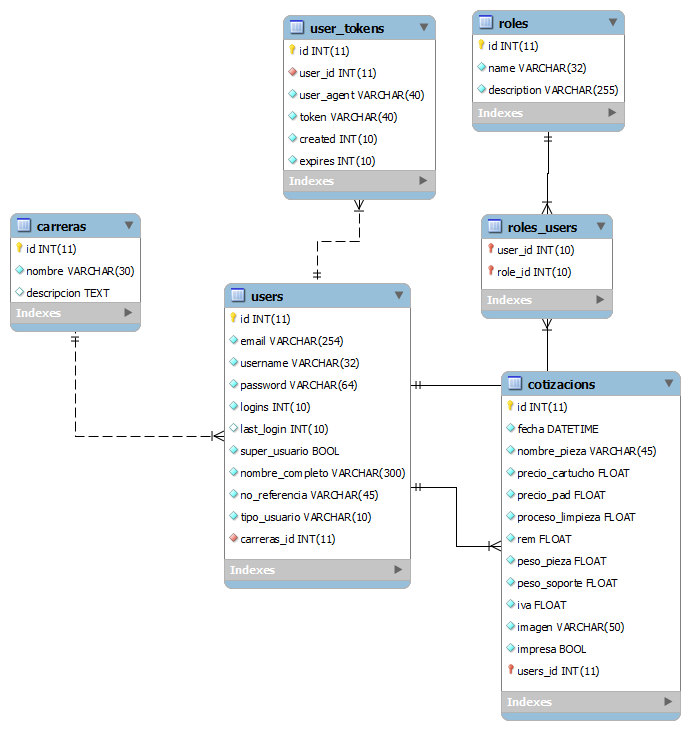 user_tokens
id INT(11)
user_id INT(11)
user_agent VARCHAR(40)
token VARCHAR(40)
created INT(10)
expires INT(10)
Indexes
roles
id INT(11)
name VARCHAR(32)
description VARCHAR(255)
Indexes
carreras
id INT(11)
nombre VARCHAR(30)
descripcion TEXT
Indexes
roles_users
user_id INT(10)
role_id INT(10)
Indexes
users
id INT(11)
email VARCHAR(254)
username VARCHAR(32)
password VARCHAR(64)
logins INT(10)
last_login INT(10)
super_usuario BOOL
nombre_completo VARCHAR(300)
no_referencia VARCHAR(45)
tipo_usuario VARCHAR(10)
carreras_id INT(11)
Indexes
cotizacions
id INT(11)
fecha DATETIME
nombre_pieza VARCHAR(45)
precio_cartucho FLOAT
precio_pad FLOAT
proceso_limpieza FLOAT
rem FLOAT
peso_pieza FLOAT
peso_soporte FLOAT
iva FLOAT
imagen VARCHAR(50)
impresa BOOL
users_id INT(11)
Indexes